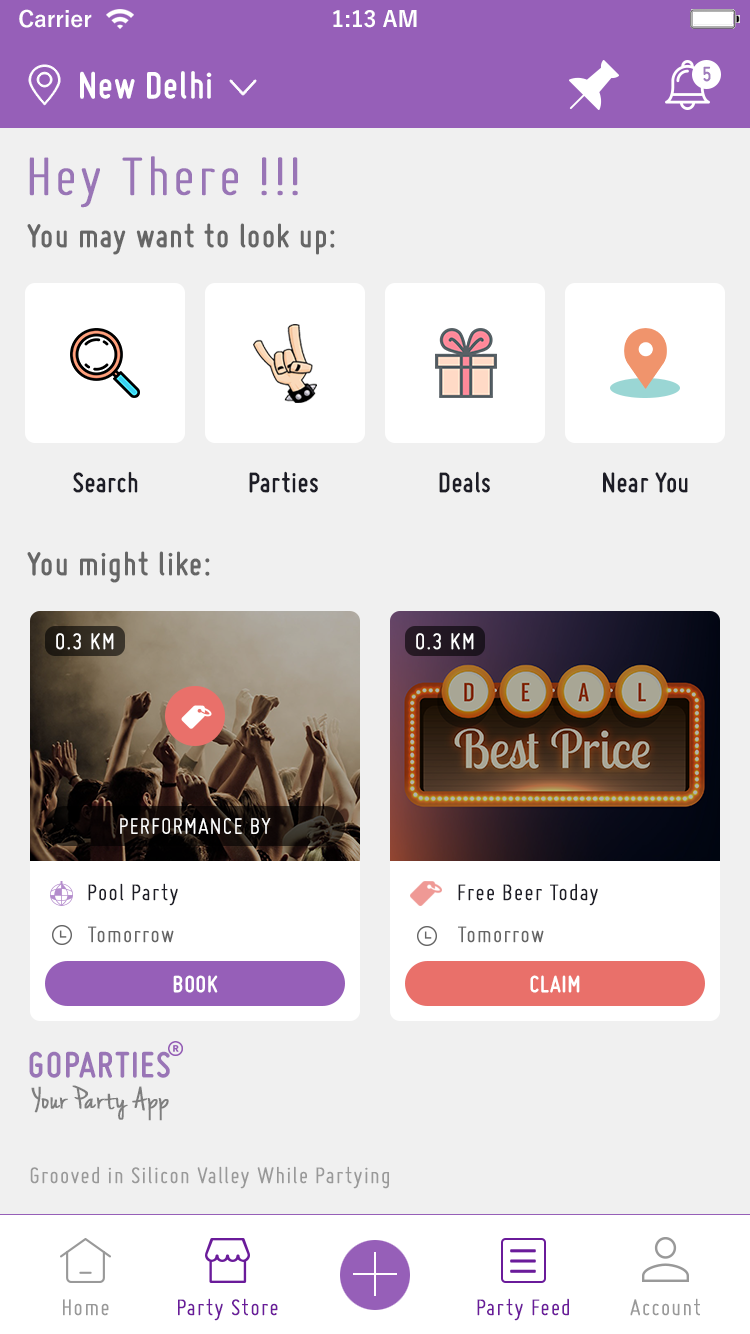 Carrier 1:13 AM
New Delhi 5
Hey There !!!
You may want to look up:
Search Parties Deals Near You
You might like:
0.3 KM 0.3 KM
DEAL
Best Price
PERFORMANCE BY
Pool Party Free Beer Today
Tomorrow Tomorrow
BOOK CLAIM
GOPARTIES®
Your Party App
Grooved in Silicon Valley While Partying
Home Party Store Party Feed Account